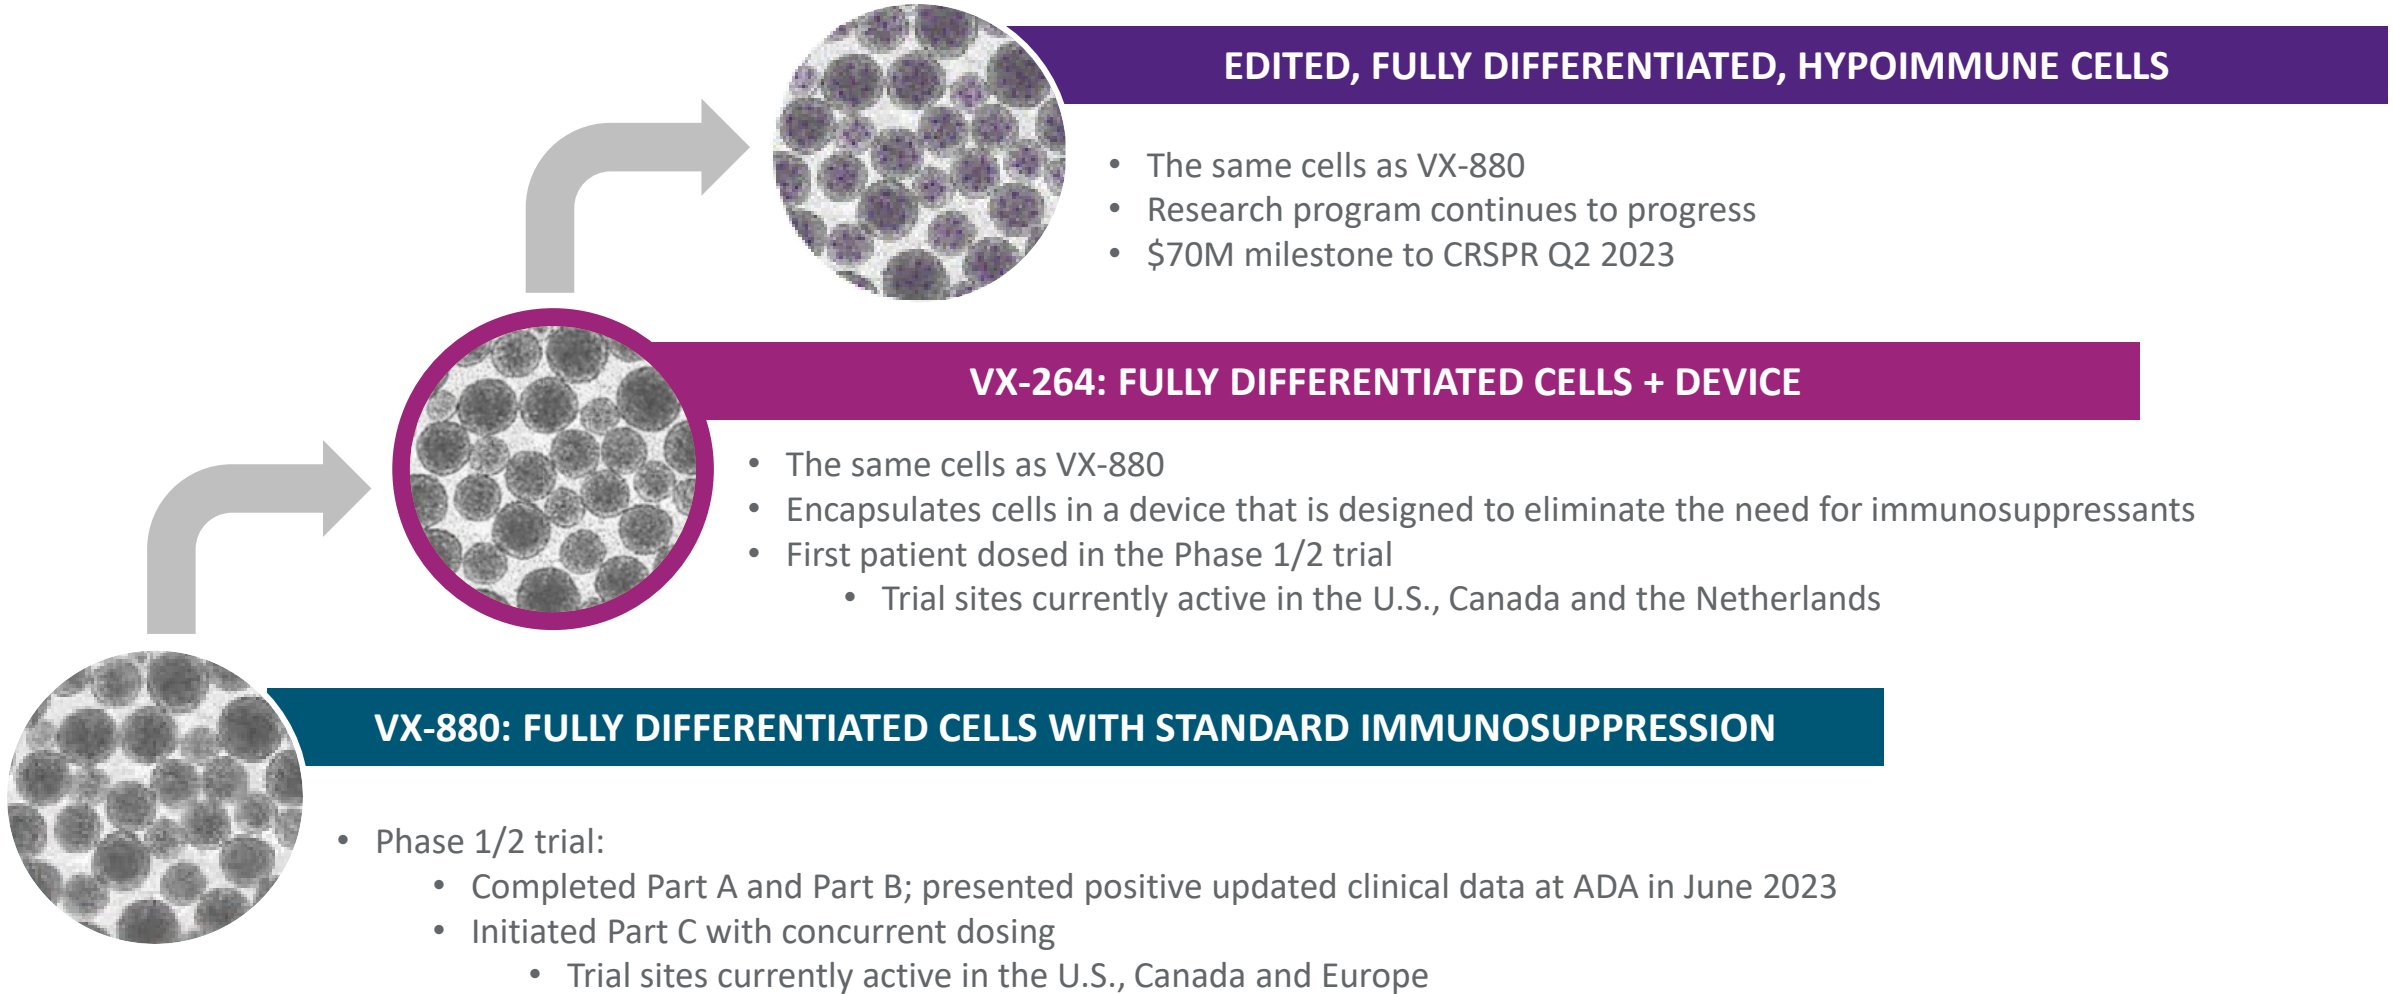 EDITED, FULLY DIFFERENTIATED, HYPOIMMUNE CELLS
• The same cells as VX-880
• Research program continues to progress
• $70M milestone to CRSPR Q2 2023
VX-264: FULLY DIFFERENTIATED CELLS + DEVICE
• The same cells as VX-880
• Encapsulates cells in a device that is designed to eliminate the need for immunosuppressants
• First patient dosed in the Phase 1/2 trial
• Trial sites currently active in the U.S., Canada and the Netherlands
VX-880: FULLY DIFFERENTIATED CELLS WITH STANDARD IMMUNOSUPPRESSION
• Phase 1/2 trial:
• Completed Part A and Part B; presented positive updated clinical data at ADA in June 2023
• Initiated Part C with concurrent dosing
• Trial sites currently active in the U.S., Canada and Europe